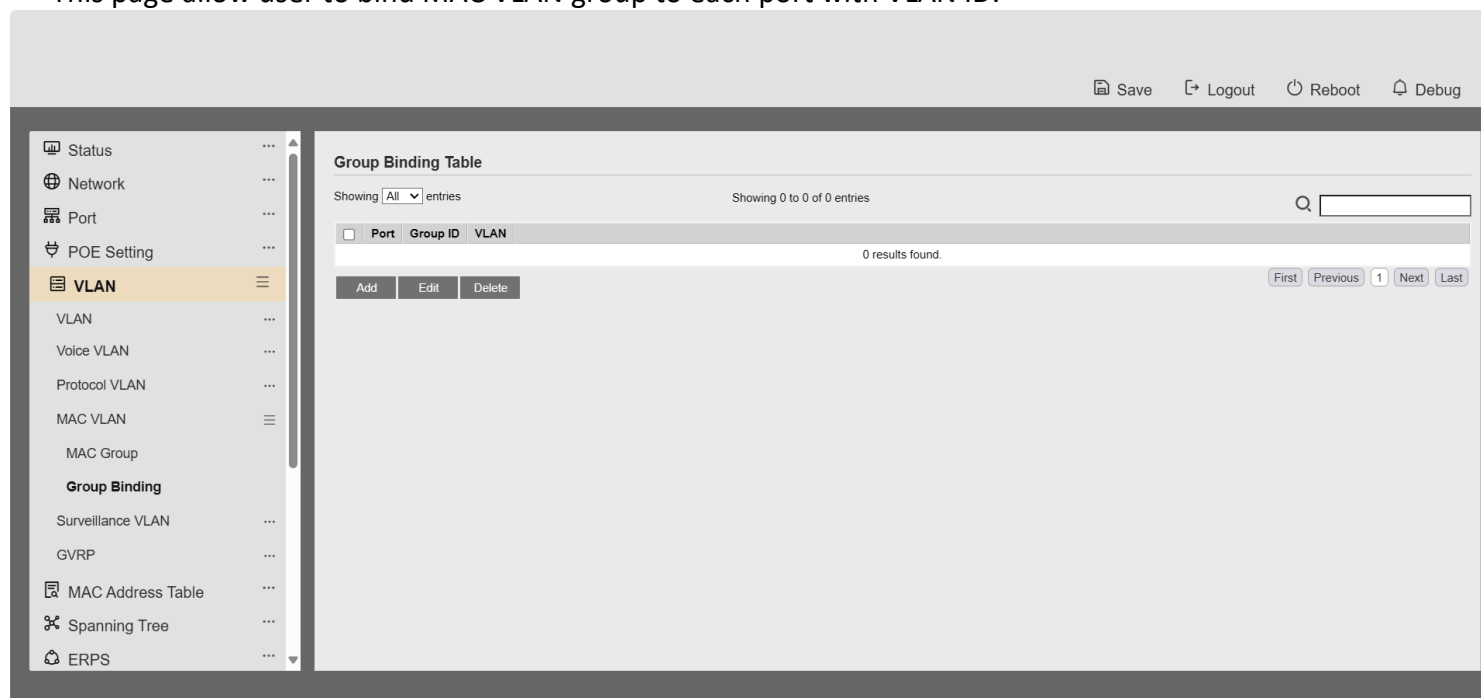 This page allow user to bind MAC VLAN group to each port with VLAN ID.
Save Logout Reboot Debug
Status
Network
Port
POE Setting
VLAN
VLAN
Voice VLAN
Protocol VLAN
MAC VLAN
MAC Group
Group Binding
Surveillance VLAN
GVRP
MAC Address Table
Spanning Tree
ERPS
Group Binding Table
Showing All entries Showing 0 to 0 of 0 entries
Port Group ID VLAN
0 results found.
Add Edit Delete First Previous 1 Next Last